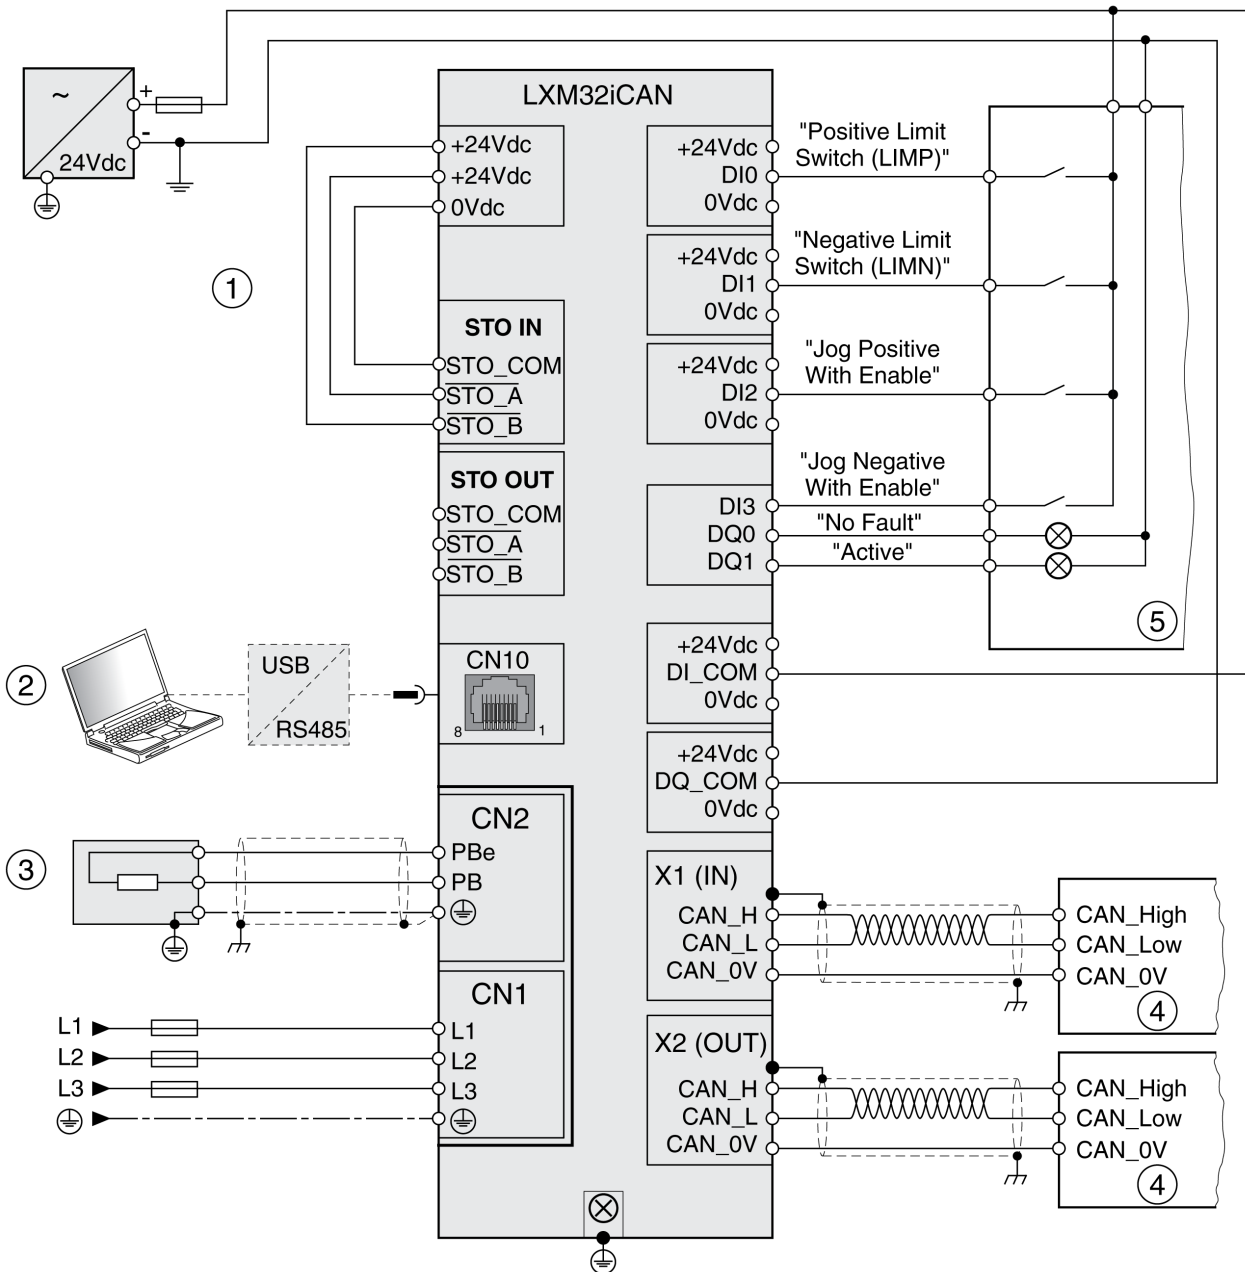 LXM32iCAN
~
+
-
24Vdc
+24Vdc
+24Vdc
0Vdc
1
STO IN
STO_COM
STO_A
STO_B
STO OUT
STO_COM
STO_A
STO_B
2
USB
RS485
CN10
8
1
3
CN2
PBe
PB
CN1
L1
L2
L3
L1
L2
L3
+24Vdc
DI0
0Vdc
"Positive Limit
Switch (LIMP)"
+24Vdc
DI1
0Vdc
"Negative Limit
Switch (LIMN)"
+24Vdc
DI2
0Vdc
"Jog Positive
With Enable"
DI3
DQ0
DQ1
"Jog Negative
With Enable"
"No Fault"
"Active"
5
+24Vdc
DI_COM
0Vdc
+24Vdc
DQ_COM
0Vdc
X1 (IN)
CAN_H
CAN_L
CAN_0V
CAN_High
CAN_Low
CAN_0V
4
X2 (OUT)
CAN_H
CAN_L
CAN_0V
CAN_High
CAN_Low
CAN_0V
4